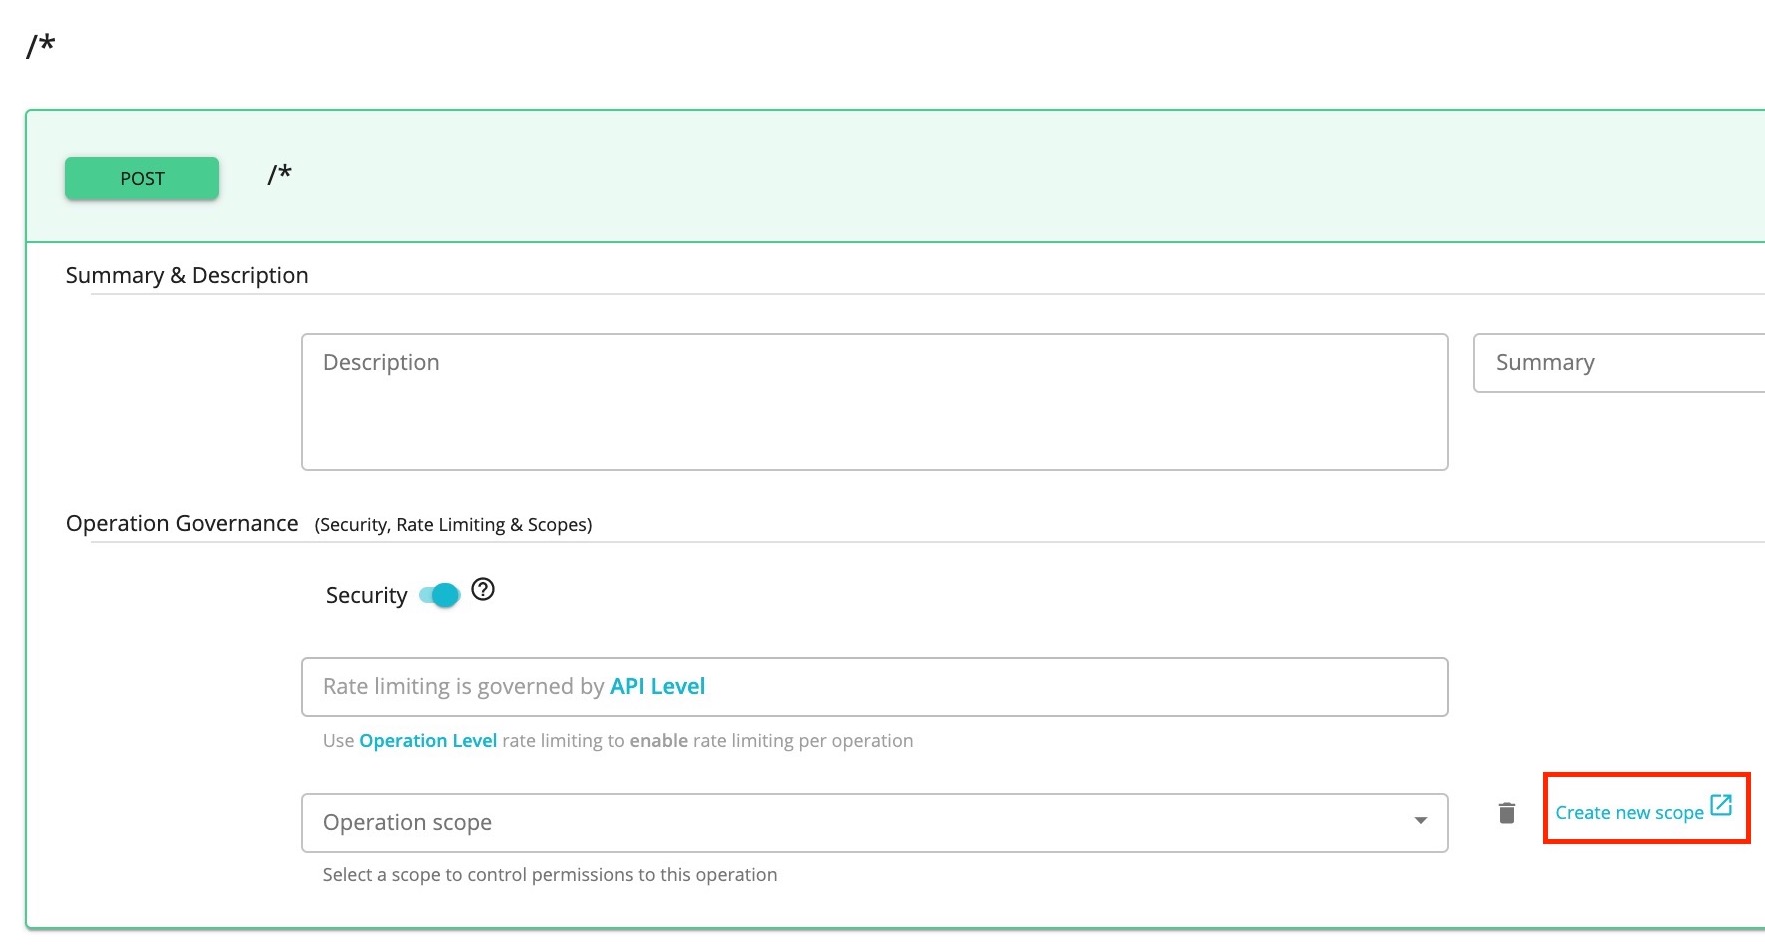 /*
POST /*
Summary & Description
Description
Summary
Operation Governance (Security, Rate Limiting & Scopes)
Security
Rate limiting is governed by API Level
Use Operation Level rate limiting to enable rate limiting per operation
Operation scope
Create new scope
Select a scope to control permissions to this operation